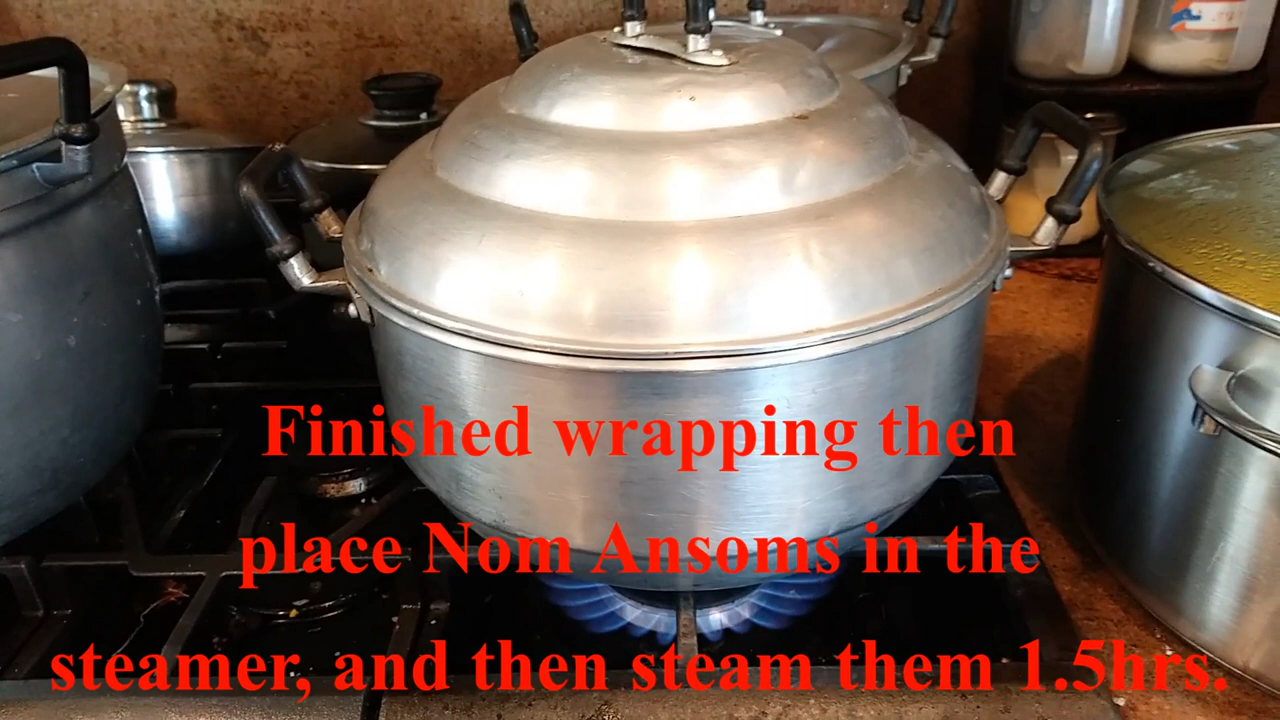 Finished wrapping then
place Nom Ansoms in the
steamer, and then steam them 1.5hrs.